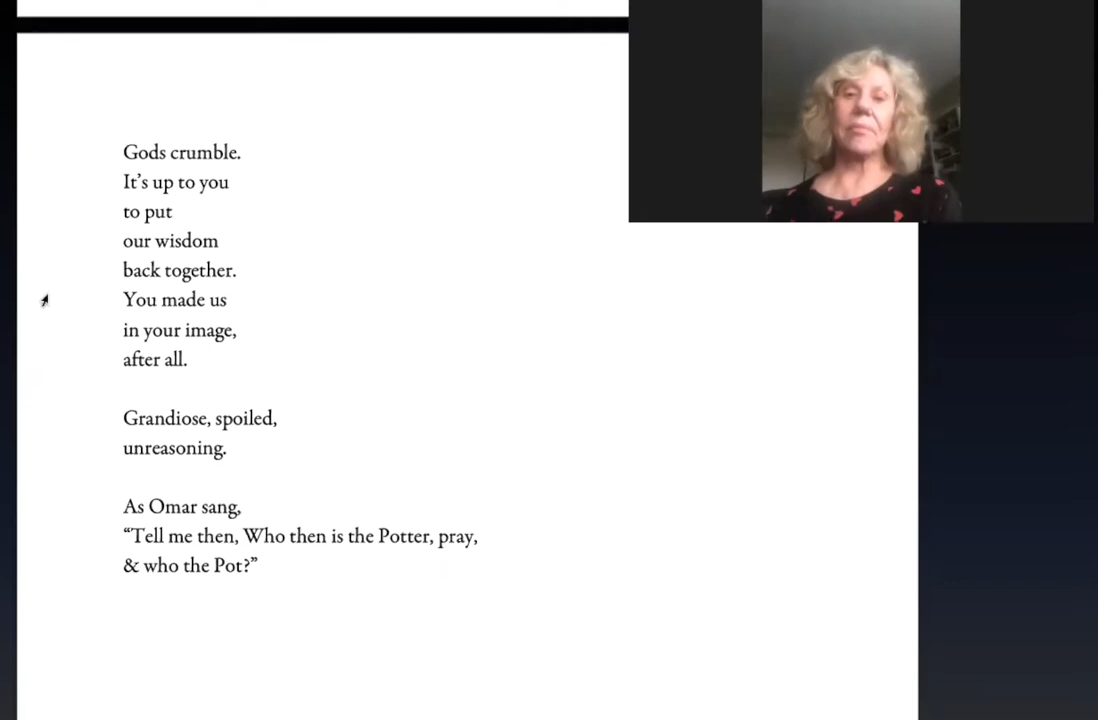 Gods crumble.
It’s up to you
to put
our wisdom
back together.
You made us
in your image,
after all.
Grandiose, spoiled,
unreasoning.
As Omar sang,
“Tell me then, Who then is the Potter, pray,
& who the Pot?”